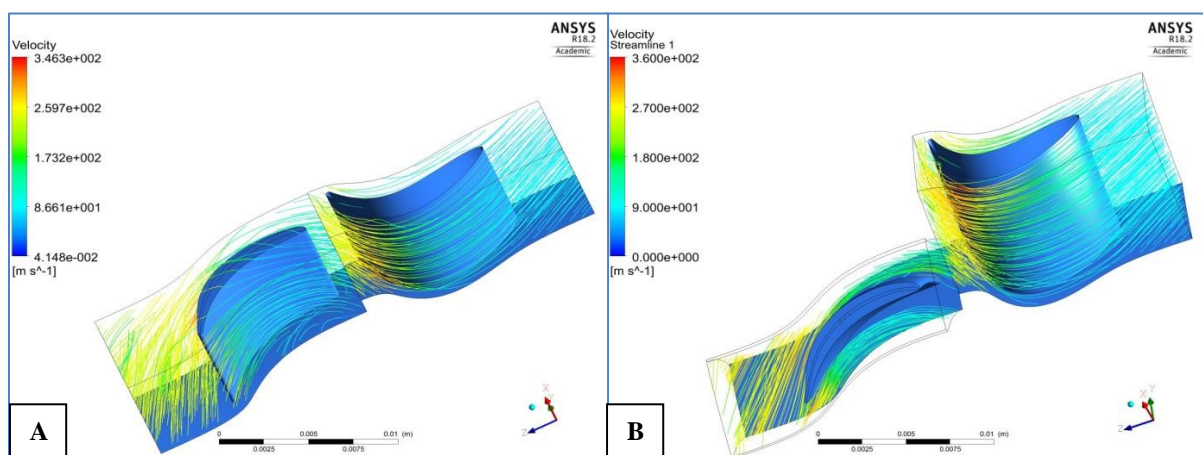 Velocity
3.463e+002
2.597e+002
1.732e+002
8.661e+001
4.148e-002
[m s^-1]
ANSYS
R18.2
Academic
X
Y
Z
0 0.005 0.01 (m)
0.0025 0.0075
A
Velocity
Streamline 1
3.600e+002
2.700e+002
1.800e+002
9.000e+001
0.000e+000
[m s^-1]
ANSYS
R18.2
Academic
X Y
Z
0 0.005 0.01 (m)
0.0025 0.0075
B